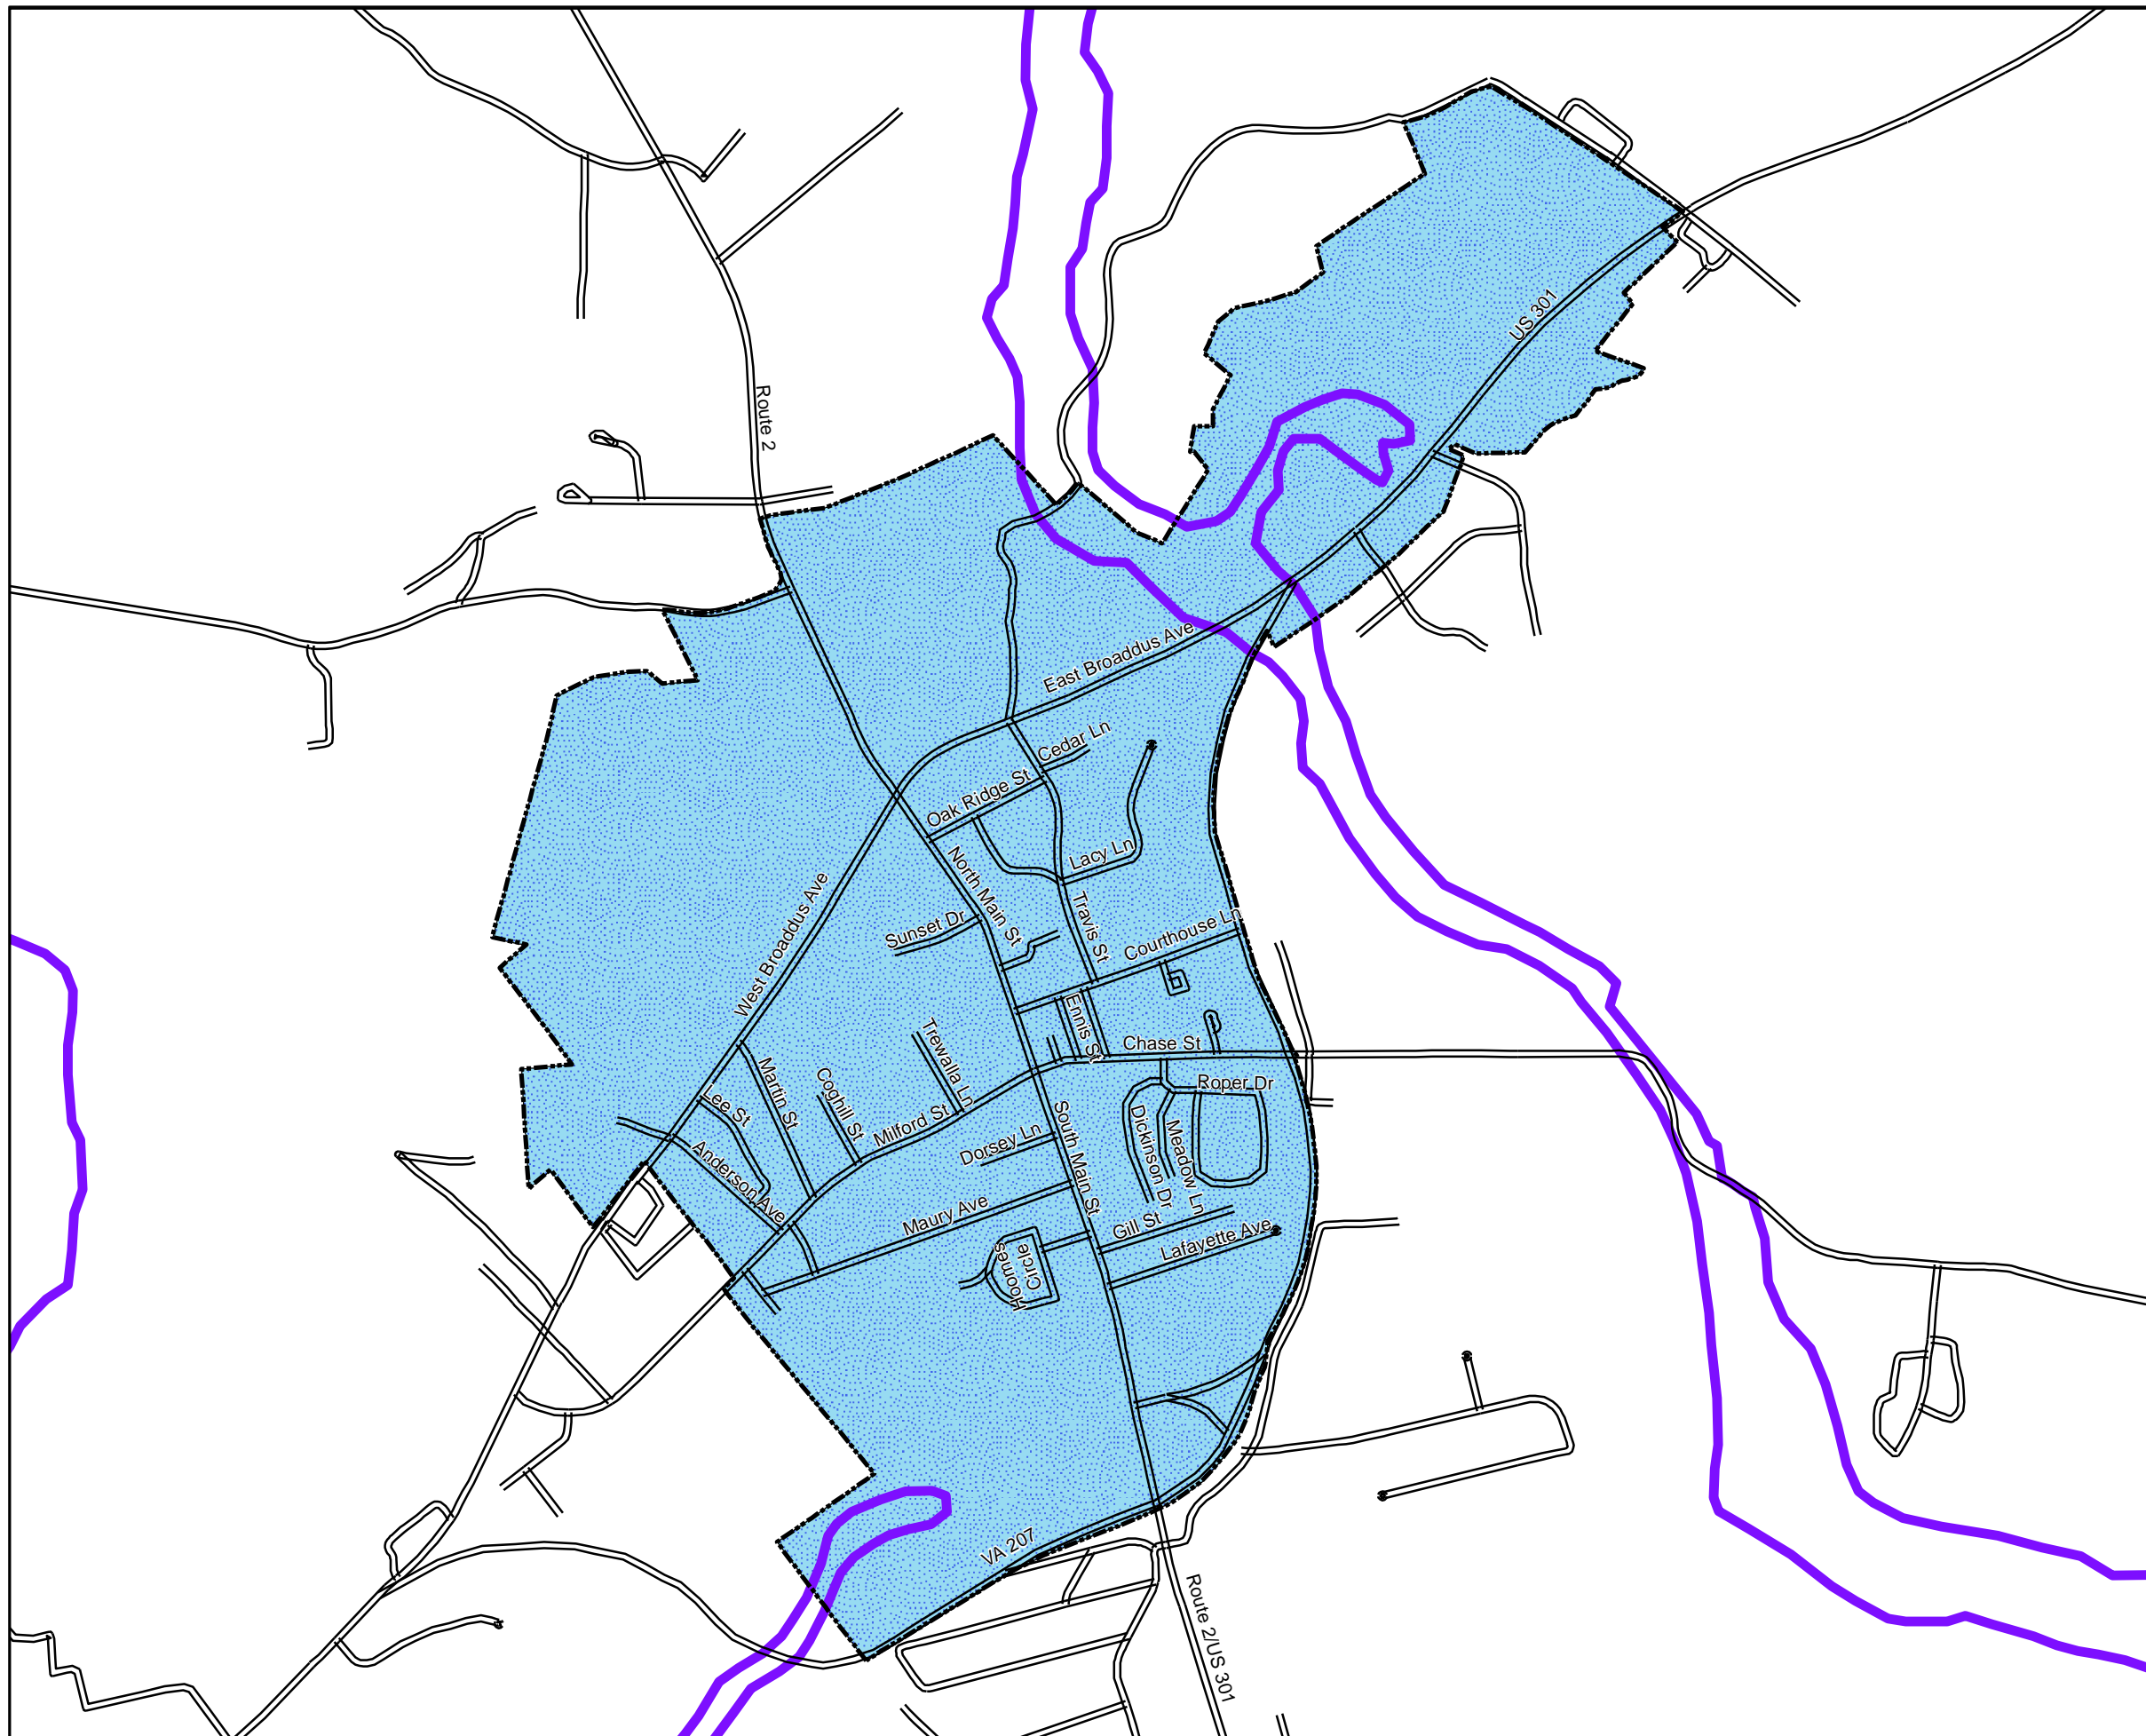 US 301
Route 2
East Broaddus Ave
Cedar Ln
Oak Ridge St
Lacy Ln
North Main St
West Broaddus Ave
Travis St
Sunset Dr
Courthouse Ln
Ennis St
Trewalla Ln
Chase St
Martin St
Coghill St
Roper Dr
Lee St
Milford St
South Main St
Dickinson Dr
Meadow Ln
Dorsey Ln
Anderson Ave
Maury Ave
Gill St
Lafayette Ave
Hoomes
Circle
VA 207
Route 2/US 301